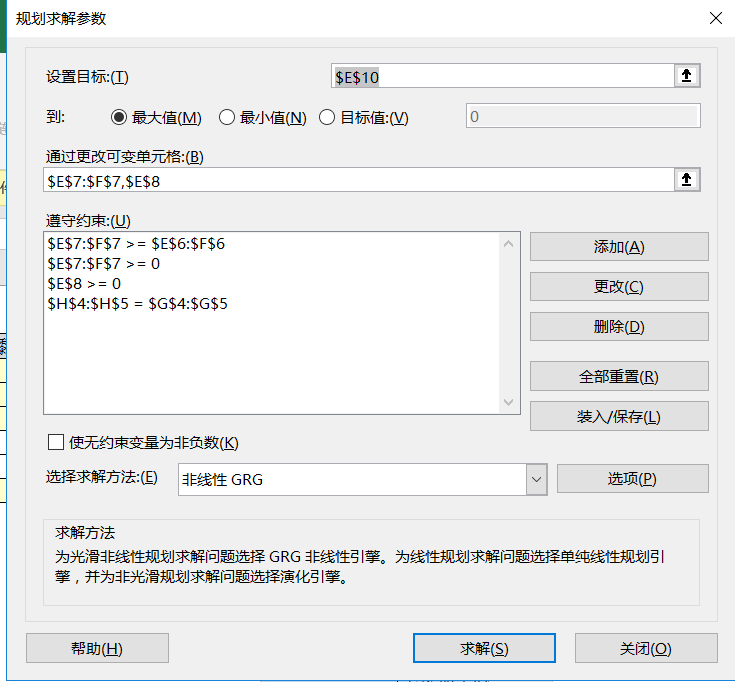 规划求解参数
设置目标:(T)
$E$10
到:
最大值(M)
最小值(N)
目标值:(V)
0
通过更改可变单元格:(B)
$E$7:$F$7,$E$8
遵守约束:(U)
$E$7:$F$7 >= $E$6:$F$6
$E$7:$F$7 >= 0
$E$8 >= 0
$H$4:$H$5 = $G$4:$G$5
添加(A)
更改(C)
删除(D)
全部重置(R)
装入/保存(L)
使无约束变量为非负数(K)
选择求解方法:(E)
非线性 GRG
选项(P)
求解方法
为光滑非线性规划求解问题选择 GRG 非线性引擎。为线性规划求解问题选择单纯线性规划引
擎，并为非光滑规划求解问题选择演化引擎。
帮助(H)
求解(S)
关闭(O)